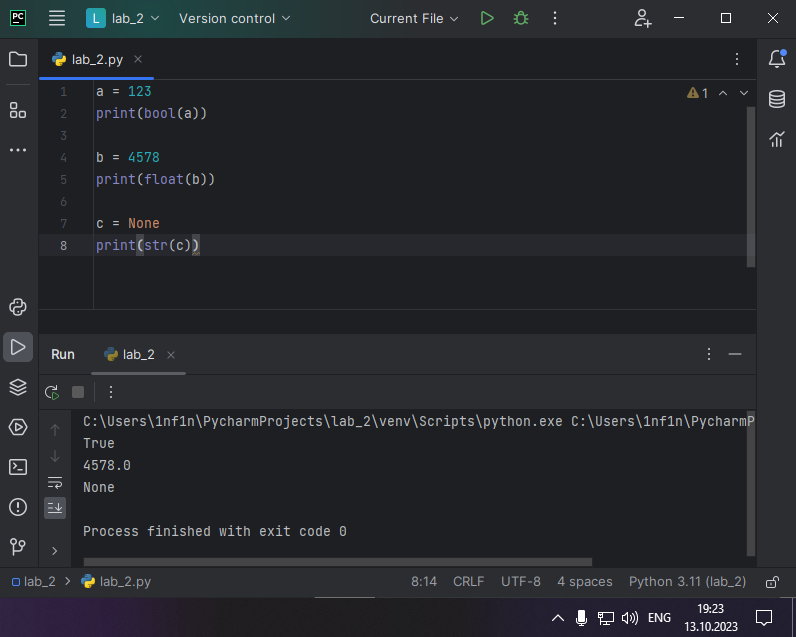 PC L lab_2 Version control Current File
lab_2.py
1 a = 123
2 print(bool(a))
3
4 b = 4578
5 print(float(b))
6
7 c = None
8 print(str(c))
1
Run lab_2
C:\Users\1nf1n\PycharmProjects\lab_2\venv\Scripts\python.exe C:\Users\1nf1n\PycharmP
True
4578.0
None
Process finished with exit code 0
lab_2 > lab_2.py 8:14 CRLF UTF-8 4 spaces Python 3.11 (lab_2)
ENG 19:23
13.10.2023